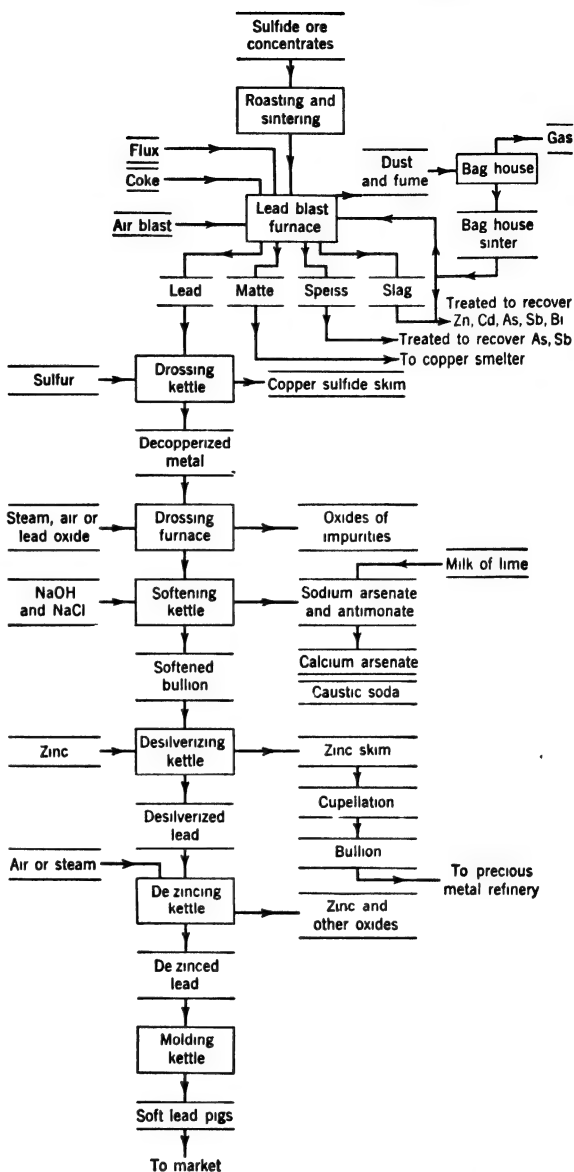 Sulfide ore
concentrates
Roasting and
sintering
Flux
Coke
Air blast
Lead blast
furnace
Dust
and fume
Bag house
Gas
Bag house
sinter
Lead
Matte
Speiss
Slag
Treated to recover
Zn, Cd, As, Sb, Bi
Treated to recover As, Sb
To copper smelter
Sulfur
Drossing
kettle
Copper sulfide skim
Decopperized
metal
Steam, air or
lead oxide
Drossing
furnace
Oxides of
impurities
Milk of lime
NaOH
and NaCl
Softening
kettle
Sodium arsenate
and antimonate
Calcium arsenate
Caustic soda
Softened
bullion
Zinc
Desilverizing
kettle
Zinc skim
Cupellation
Bullion
To precious
metal refinery
Desilverized
lead
Air or steam
De zincing
kettle
Zinc and
other oxides
De zinced
lead
Molding
kettle
Soft lead pigs
To market